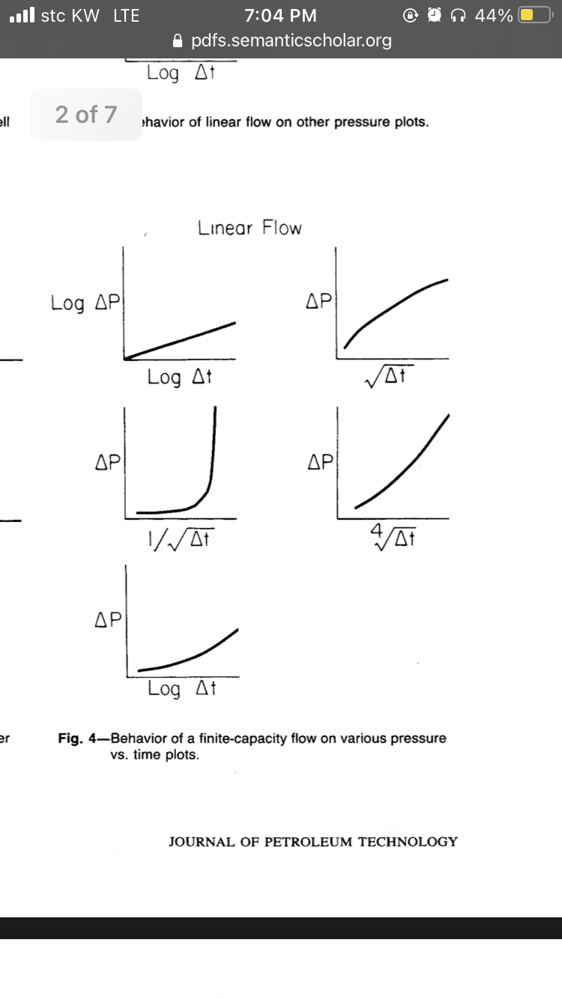 stc KW LTE 7:04 PM 44%
pdfs.semanticscholar.org
Log Δt
2 of 7
ell
ehavior of linear flow on other pressure plots.
Linear Flow
Log ΔP
Log Δt
ΔP
√Δt
ΔP
1/√Δt
ΔP
4√Δt
ΔP
Log Δt
er
Fig. 4—Behavior of a finite-capacity flow on various pressure
vs. time plots.
JOURNAL OF PETROLEUM TECHNOLOGY